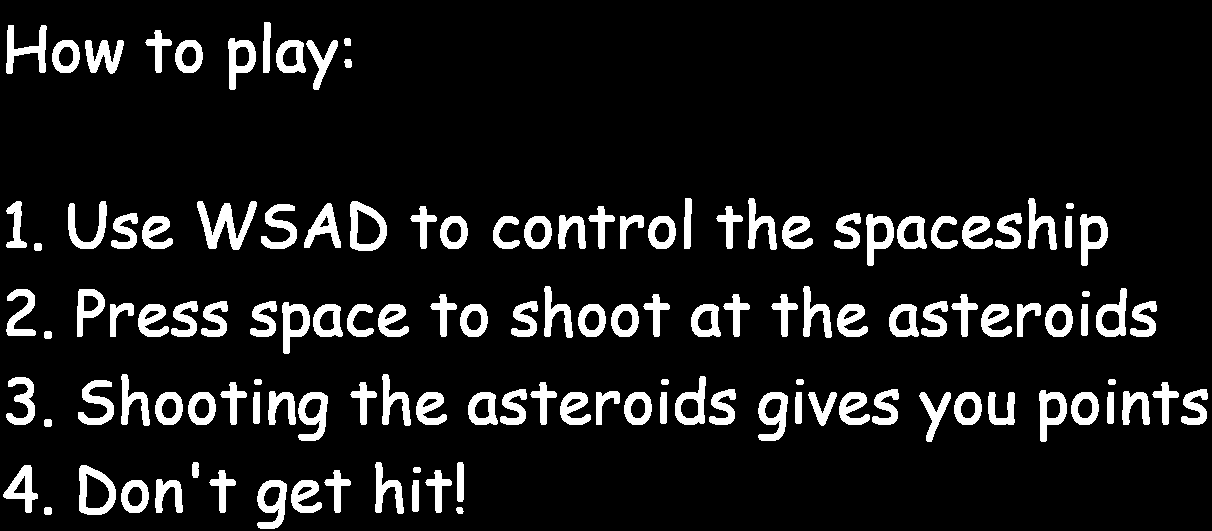 How to play:
1. Use WSAD to control the spaceship
2. Press space to shoot at the asteroids
3. Shooting the asteroids gives you points
4. Don't get hit!